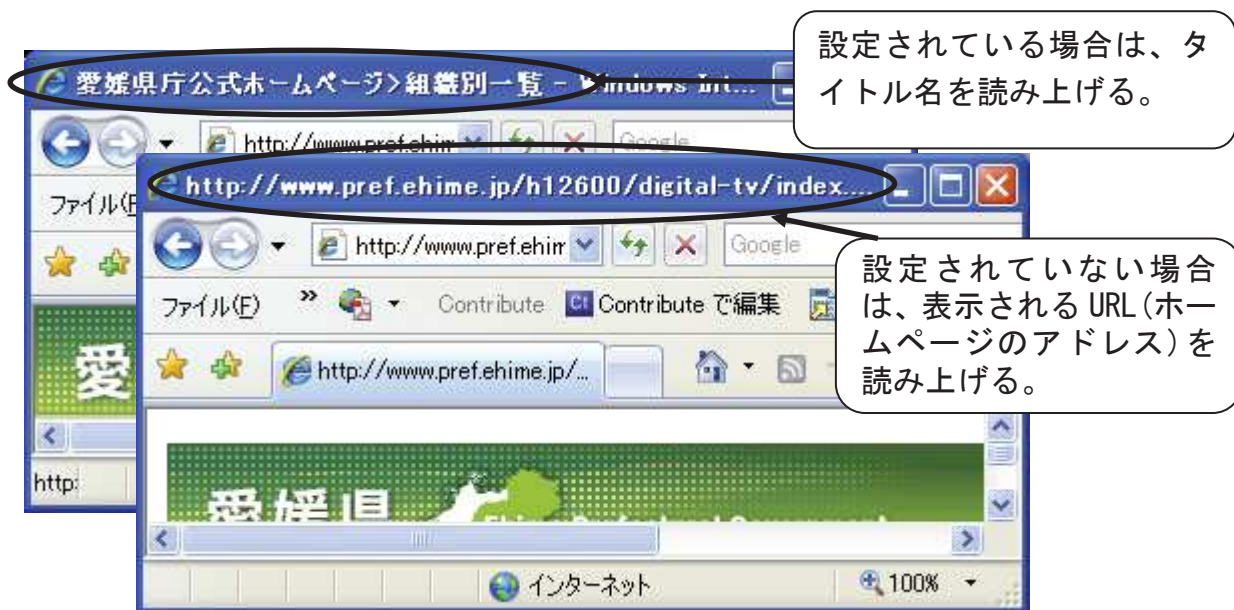 設定されている場合は、タ
イトル名を読み上げる。
愛媛県庁公式ホームページ>組織別一覧 - Windows Int...
http://www.pref.ehim
Google
ファイル(F
愛
http:
http://www.pref.ehime.jp/h12600/digital-tv/index....
http://www.pref.ehim
Google
ファイル(F) » Contribute Contribute で編集
http://www.pref.ehime.jp/...
設定されていない場合
は、表示される URL(ホー
ムページのアドレス)を
読み上げる。
愛媛県
インターネット 100%